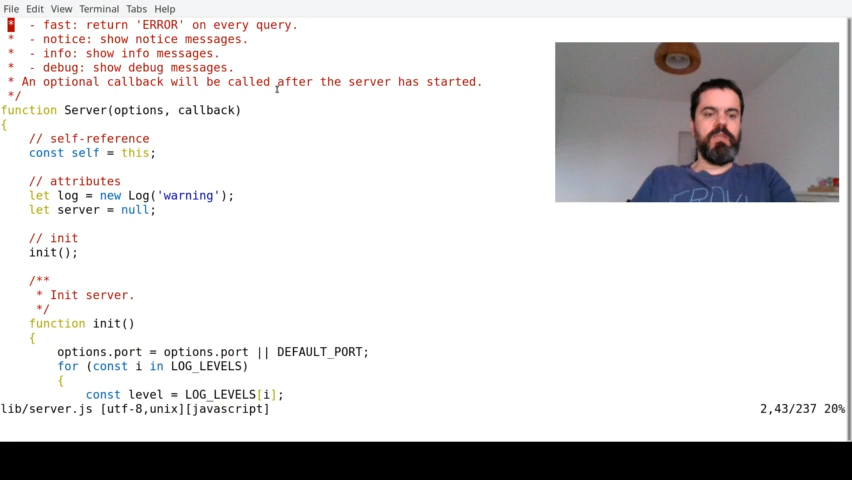 File Edit View Terminal Tabs Help
*  - fast: return 'ERROR' on every query.
*  - notice: show notice messages.
*  - info: show info messages.
*  - debug: show debug messages.
* An optional callback will be called after the server has started.
*/
function Server(options, callback)
{
// self-reference
const self = this;
// attributes
let log = new Log('warning');
let server = null;
// init
init();
/**
* Init server.
*/
function init()
{
options.port = options.port || DEFAULT_PORT;
for (const i in LOG_LEVELS)
{
const level = LOG_LEVELS[i];
lib/server.js [utf-8,unix][javascript] 2,43/237 20%